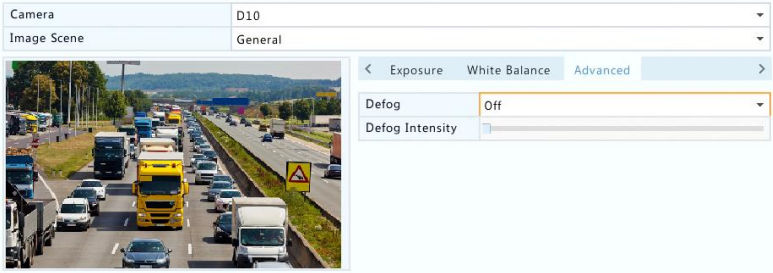 Camera D10
Image Scene General
Exposure White Balance Advanced
Defog Off
Defog Intensity